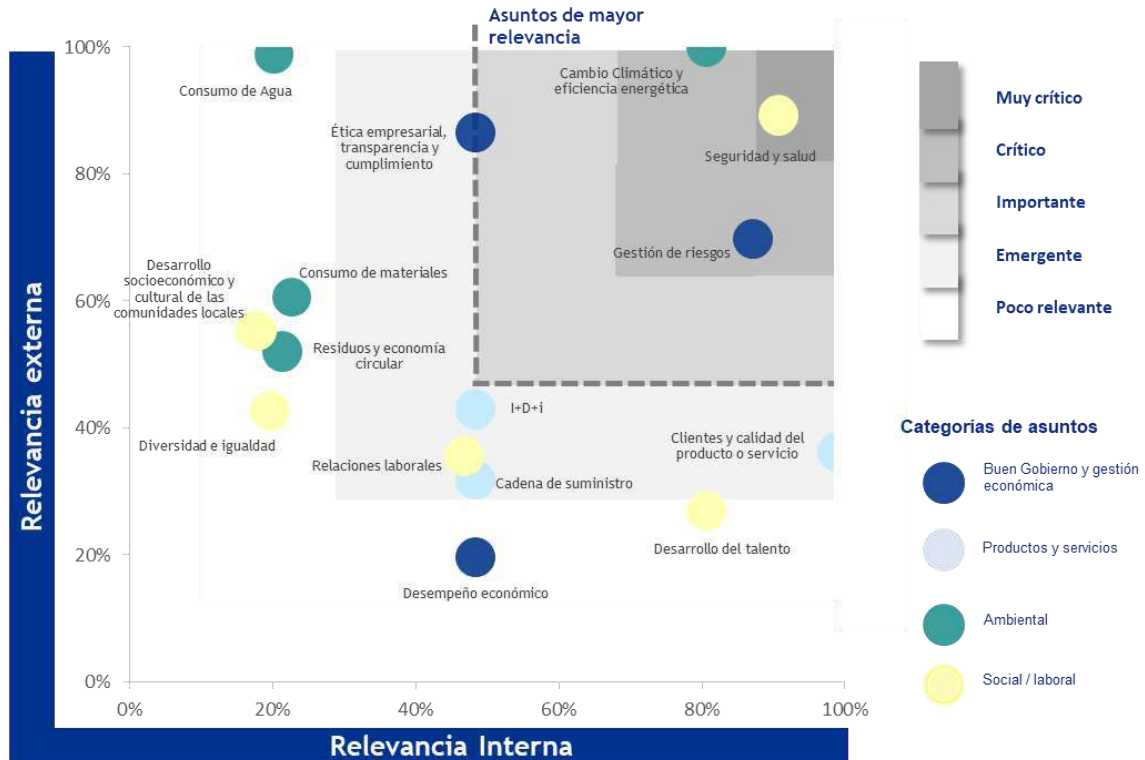 Asuntos de mayor
relevancia
100%
80%
60%
40%
20%
0%
0%
20%
40%
60%
80%
100%
Relevancia externa
Relevancia Interna
Consumo de Agua
Cambio Climático y
eficiencia energética
Ética empresarial,
transparencia y
cumplimiento
Seguridad y salud
Gestión de riesgos
Desarrollo
socioeconómico y
cultural de las
comunidades locales
Consumo de materiales
Residuos y economía
circular
I+D+i
Diversidad e igualdad
Relaciones laborales
Clientes y calidad del
producto o servicio
Cadena de suministro
Desarrollo del talento
Desempeño económico
Muy crítico
Crítico
Importante
Emergente
Poco relevante
Categorías de asuntos
Buen Gobierno y gestión
económica
Productos y servicios
Ambiental
Social / laboral